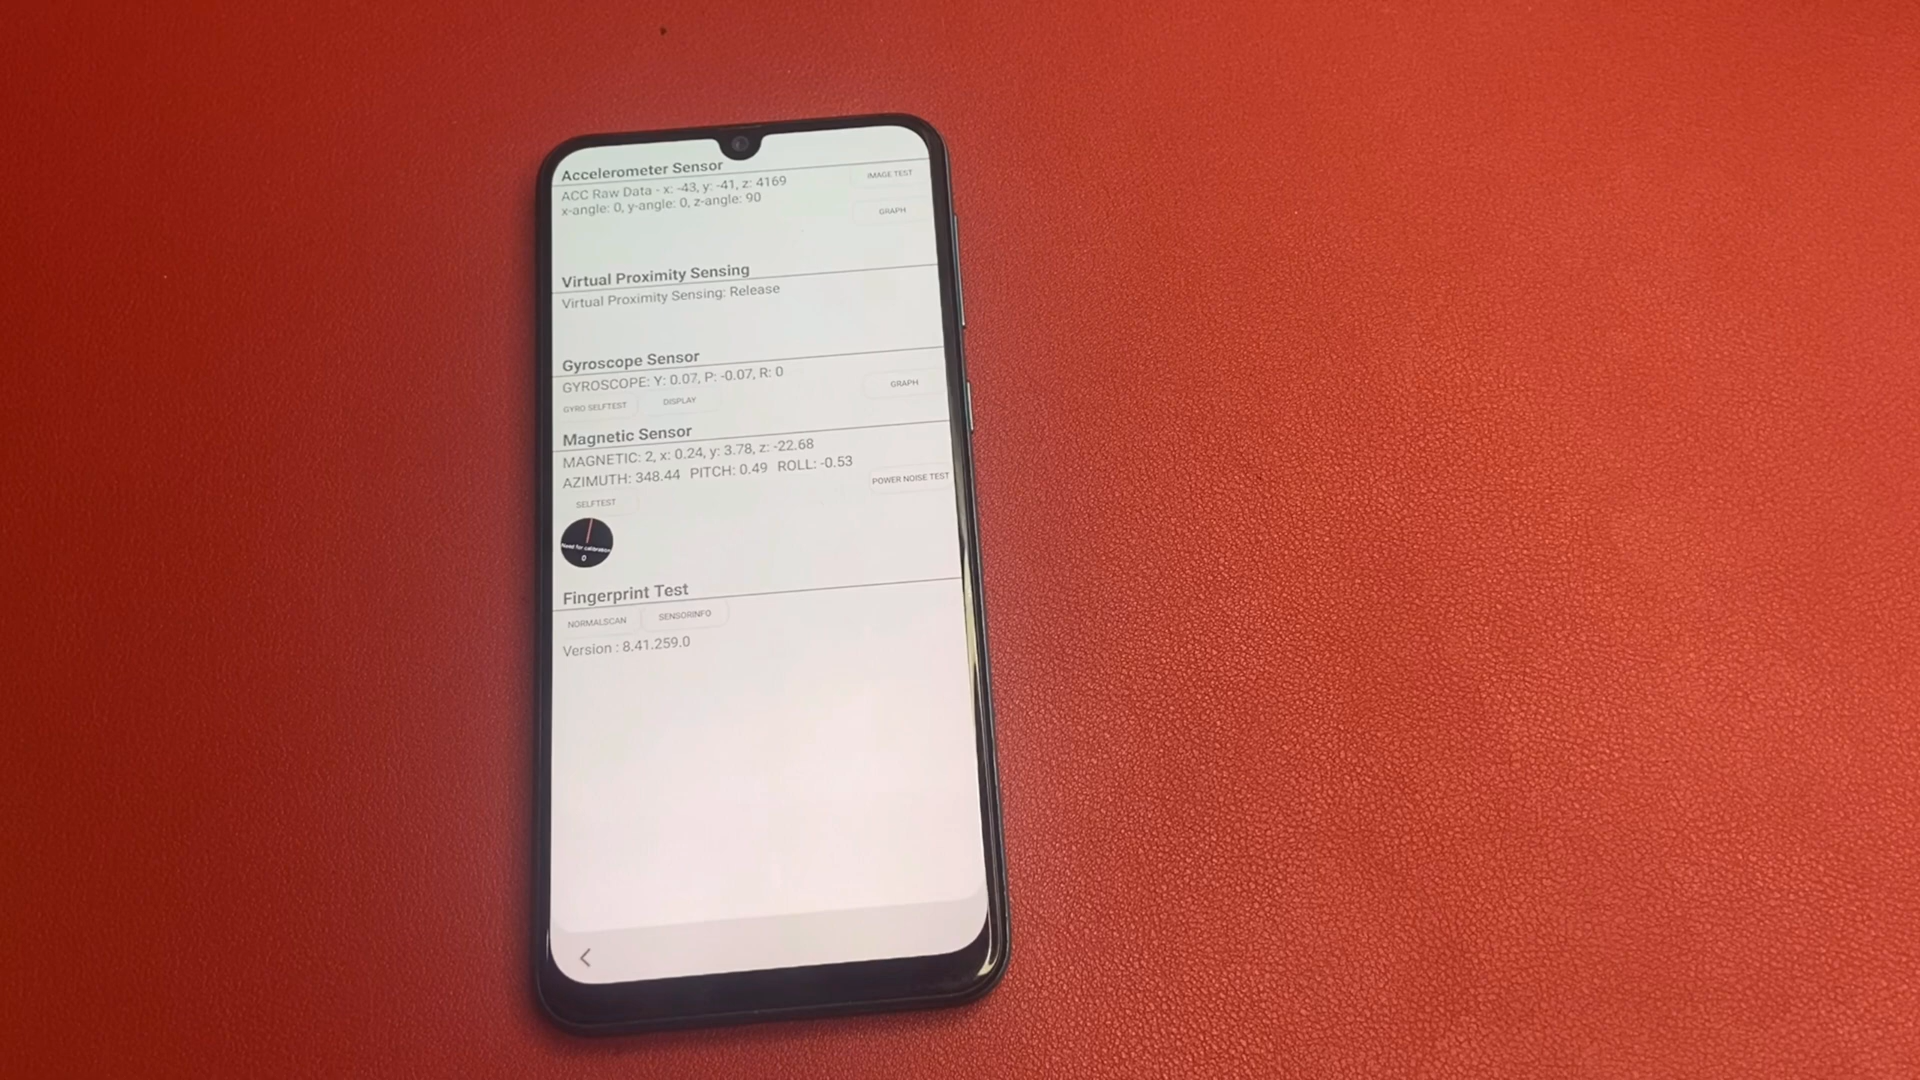 Accelerometer Sensor
ACC Raw Data - x: -43, y: -41, z: 4169
x-angle: 0, y-angle: 0, z-angle: 90
IMAGE TEST
GRAPH
Virtual Proximity Sensing
Virtual Proximity Sensing: Release
Gyroscope Sensor
GYROSCOPE: Y: 0.07, P: -0.07, R: 0
GYRO SELFTEST
DISPLAY
GRAPH
Magnetic Sensor
MAGNETIC: 2, x: 0.24, y: 3.78, z: -22.68
AZIMUTH: 348.44 PITCH: 0.49 ROLL: -0.53
SELFTEST
POWER NOISE TEST
Need for calibration
0
Fingerprint Test
NORMALSCAN
SENSORINFO
Version : 8.41.259.0